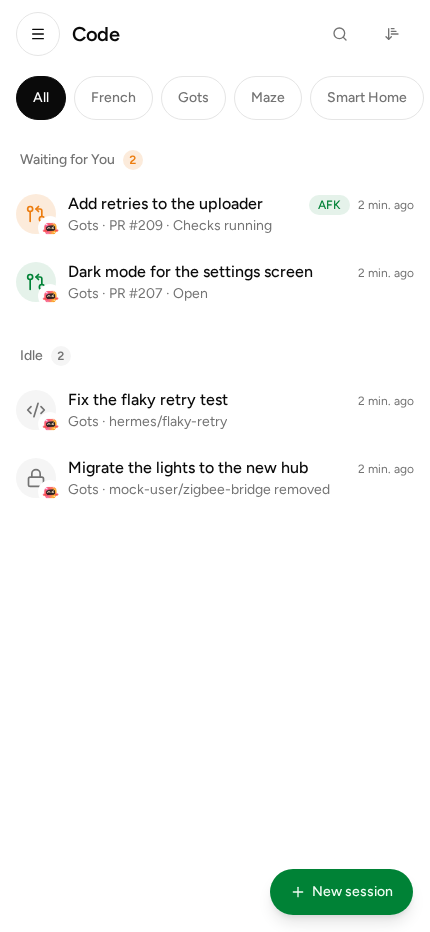 Code
All
French
Gots
Maze
Smart Home
Waiting for You 2
Add retries to the uploader AFK 2 min. ago
Gots · PR #209 · Checks running
Dark mode for the settings screen 2 min. ago
Gots · PR #207 · Open
Idle 2
Fix the flaky retry test 2 min. ago
Gots · hermes/flaky-retry
Migrate the lights to the new hub 2 min. ago
Gots · mock-user/zigbee-bridge removed
New session